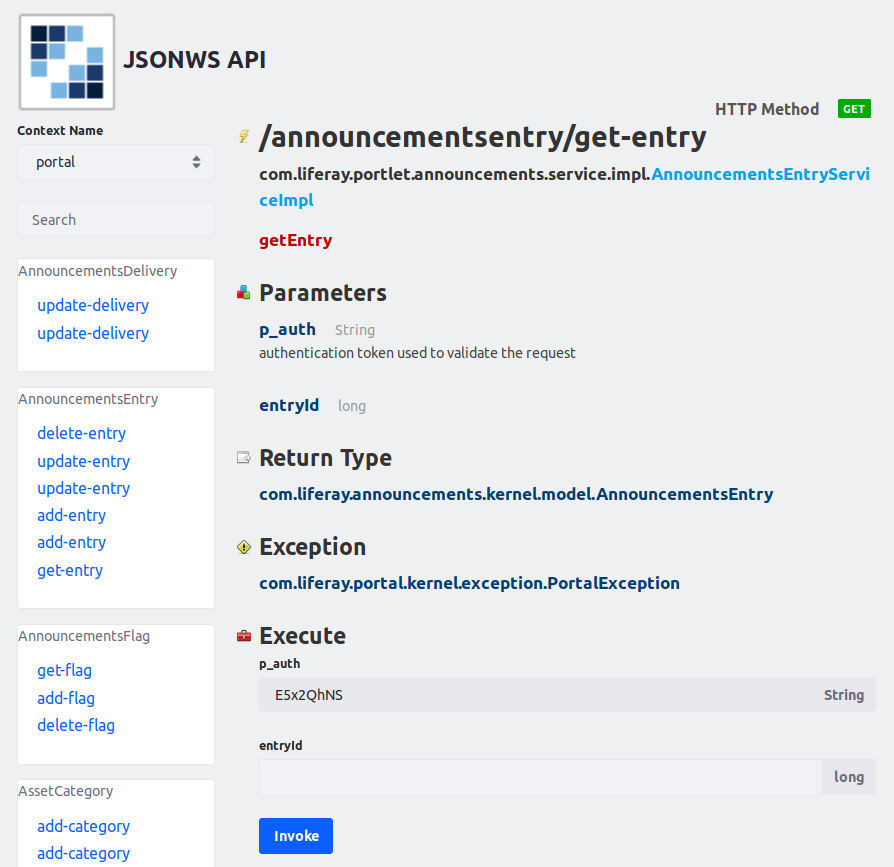 JSONWS API
Context Name
portal
Search
AnnouncementsDelivery
update-delivery
update-delivery
AnnouncementsEntry
delete-entry
update-entry
update-entry
add-entry
add-entry
get-entry
AnnouncementsFlag
get-flag
add-flag
delete-flag
AssetCategory
add-category
add-category
HTTP Method GET
/announcementsentry/get-entry
com.liferay.portlet.announcements.service.impl.AnnouncementsEntryServi
ceImpl
getEntry
Parameters
p_auth String
authentication token used to validate the request
entryId long
Return Type
com.liferay.announcements.kernel.model.AnnouncementsEntry
Exception
com.liferay.portal.kernel.exception.PortalException
Execute
p_auth
E5x2QhNS String
entryId
long
Invoke